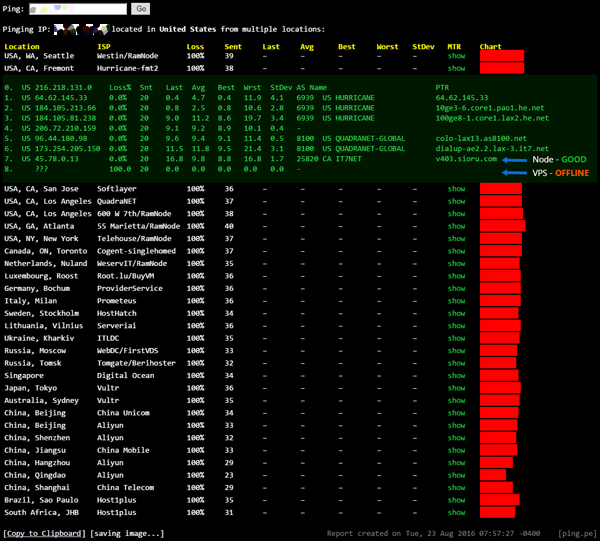 Ping: Go
Pinging IP: located in United States from multiple locations:
Location ISP Loss Sent Last Avg Best Worst StDev MTR Chart
USA, WA, Seattle Westin/RamNode 100% 39 – – – – – show
USA, CA, Fremont Hurricane-fmt2 100% 38 – – – – – show
0. US 216.218.131.0 Loss% Snt Last Avg Best Wrst StDev AS Name PTR
1. US 64.62.145.33 0.0% 20 0.4 4.7 0.4 11.9 4.1 6939 US HURRICANE 64.62.145.33
2. US 184.105.213.66 0.0% 20 0.8 2.5 0.8 10.6 2.8 6939 US HURRICANE 10ge3-6.core1.pao1.he.net
3. US 184.105.81.238 0.0% 20 9.0 11.2 8.6 19.7 3.4 6939 US HURRICANE 100ge8-1.core1.lax2.he.net
4. US 206.72.210.159 0.0% 20 9.1 9.2 8.9 10.1 0.4 –
5. US 96.44.180.98 0.0% 20 9.6 9.4 9.1 11.4 0.5 8100 US QUADRANET-GLOBAL colo-lax13.as8100.net
6. US 173.254.205.150 0.0% 20 11.5 11.8 9.5 21.4 3.1 8100 US QUADRANET-GLOBAL dialup-ae2.2.lax-3.it7.net
7. US 45.78.0.13 0.0% 20 16.8 9.8 8.8 16.8 1.7 25820 CA IT7NET v403.sioru.com Node - GOOD
8. ??? 100.0 20 0.0 0.0 0.0 0.0 0.0 – VPS - OFFLINE
USA, CA, San Jose Softlayer 100% 36 – – – – – show
USA, CA, Los Angeles QuadraNET 100% 37 – – – – – show
USA, CA, Los Angeles 600 W 7th/RamNode 100% 38 – – – – – show
USA, GA, Atlanta 55 Marietta/RamNode 100% 40 – – – – – show
USA, NY, New York Telehouse/RamNode 100% 37 – – – – – show
Canada, ON, Toronto Cogent-singlehomed 100% 37 – – – – – show
Netherlands, Nuland WeservIT/RamNode 100% 35 – – – – – show
Luxembourg, Roost Root.lu/BuyVM 100% 36 – – – – – show
Germany, Bochum ProviderService 100% 36 – – – – – show
Italy, Milan Prometeus 100% 36 – – – – – show
Sweden, Stockholm HostHatch 100% 34 – – – – – show
Lithuania, Vilnius Serveriai 100% 36 – – – – – show
Ukraine, Kharkiv ITLDC 100% 35 – – – – – show
Russia, Moscow WebDC/FirstVDS 100% 33 – – – – – show
Russia, Tomsk Tomgate/Berihoster 100% 32 – – – – – show
Singapore Digital Ocean 100% 34 – – – – – show
Japan, Tokyo Vultr 100% 36 – – – – – show
Australia, Sydney Vultr 100% 35 – – – – – show
China, Beijing China Unicom 100% 34 – – – – – show
China, Beijing Aliyun 100% 33 – – – – – show
China, Shenzhen Aliyun 100% 32 – – – – – show
China, Jiangsu China Mobile 100% 33 – – – – – show
China, Hangzhou Aliyun 100% 29 – – – – – show
China, Qingdao Aliyun 100% 23 – – – – – show
China, Shanghai China Telecom 100% 29 – – – – – show
Brazil, Sao Paulo Host1plus 100% 35 – – – – – show
South Africa, JHB Host1plus 100% 31 – – – – – show
[Copy to Clipboard] [saving image...] Report created on Tue, 23 Aug 2016 07:57:27 -0400 [ping.pe]